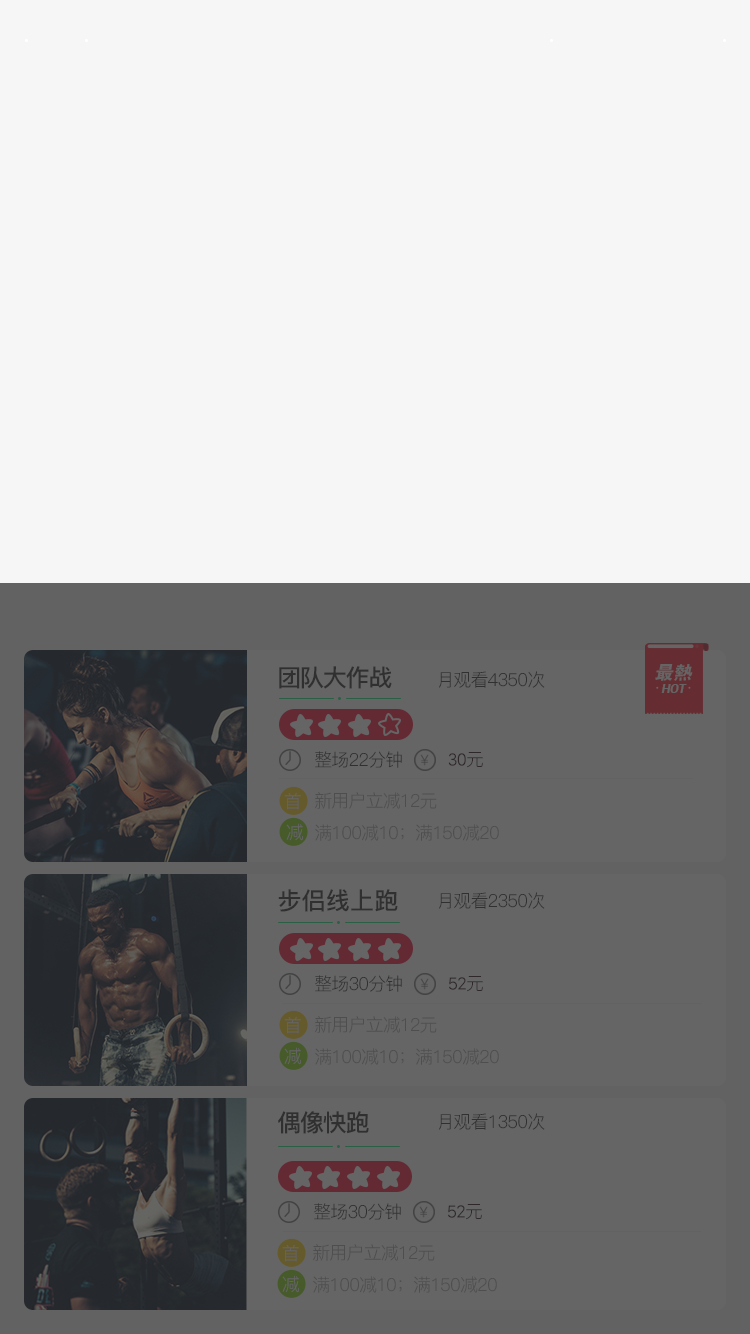 团队大作战 月观看4350次
最熱
·HOT·
整场22分钟 ¥ 30元
首 新用户立减12元
减 满100减10；满150减20
步侣线上跑 月观看2350次
整场30分钟 ¥ 52元
首 新用户立减12元
减 满100减10；满150减20
偶像快跑 月观看1350次
整场30分钟 ¥ 52元
首 新用户立减12元
减 满100减10；满150减20